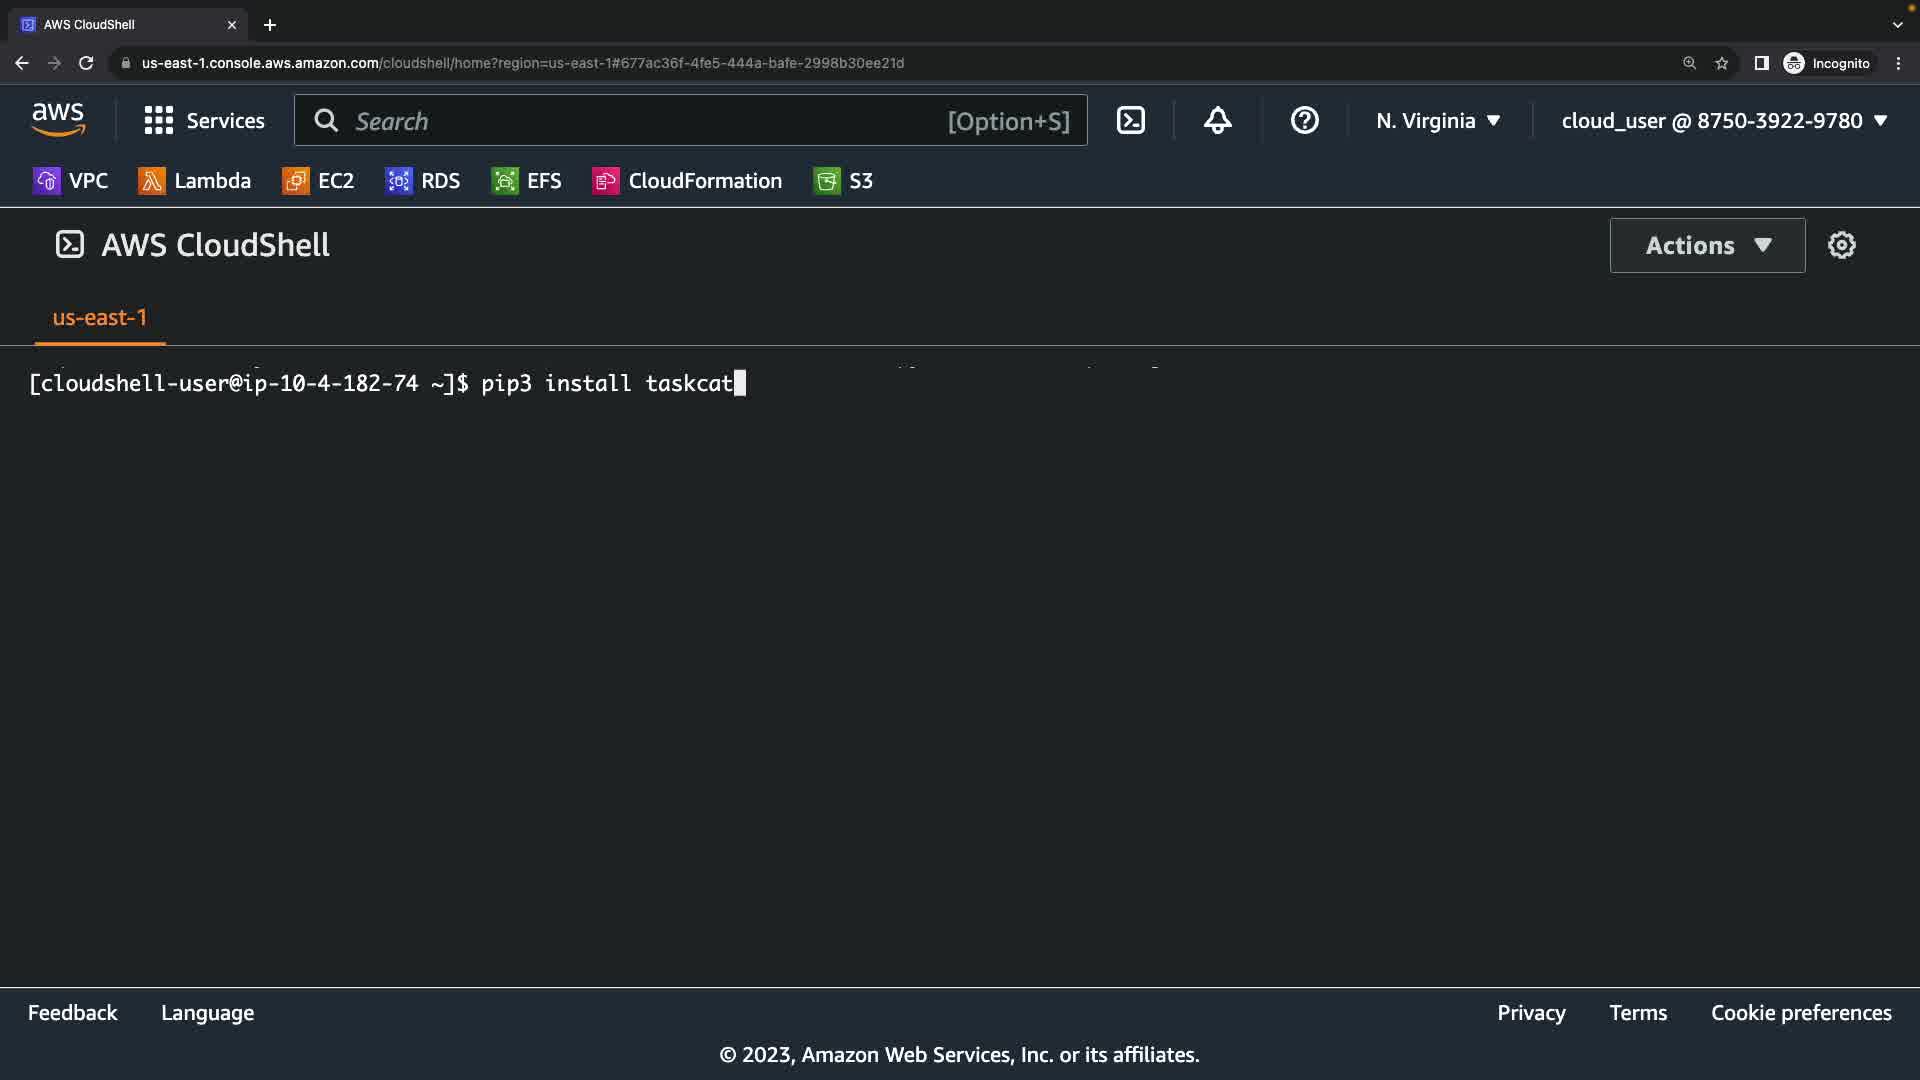 AWS CloudShell
us-east-1.console.aws.amazon.com/cloudshell/home?region=us-east-1#677ac36f-4fe5-444a-bafe-2998b30ee21d
Incognito
aws
Services
Search
[Option+S]
N. Virginia
cloud_user @ 8750-3922-9780
VPC
Lambda
EC2
RDS
EFS
CloudFormation
S3
AWS CloudShell
Actions
us-east-1
[cloudshell-user@ip-10-4-182-74 ~]$ pip3 install taskcat
Feedback
Language
Privacy
Terms
Cookie preferences
© 2023, Amazon Web Services, Inc. or its affiliates.